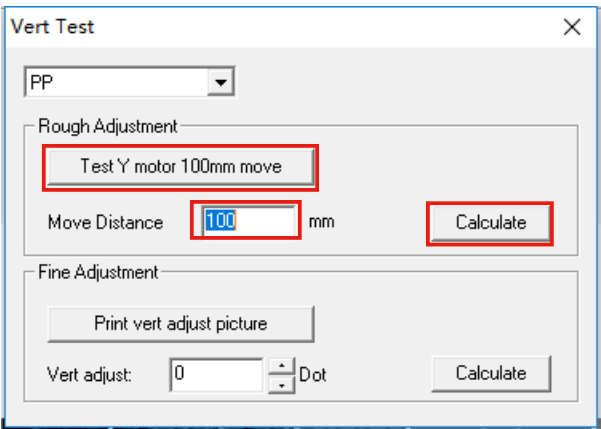 Vert Test
PP
Rough Adjustment
Test Y motor 100mm move
Move Distance 100 mm Calculate
Fine Adjustment
Print vert adjust picture
Vert adjust: 0 Dot Calculate